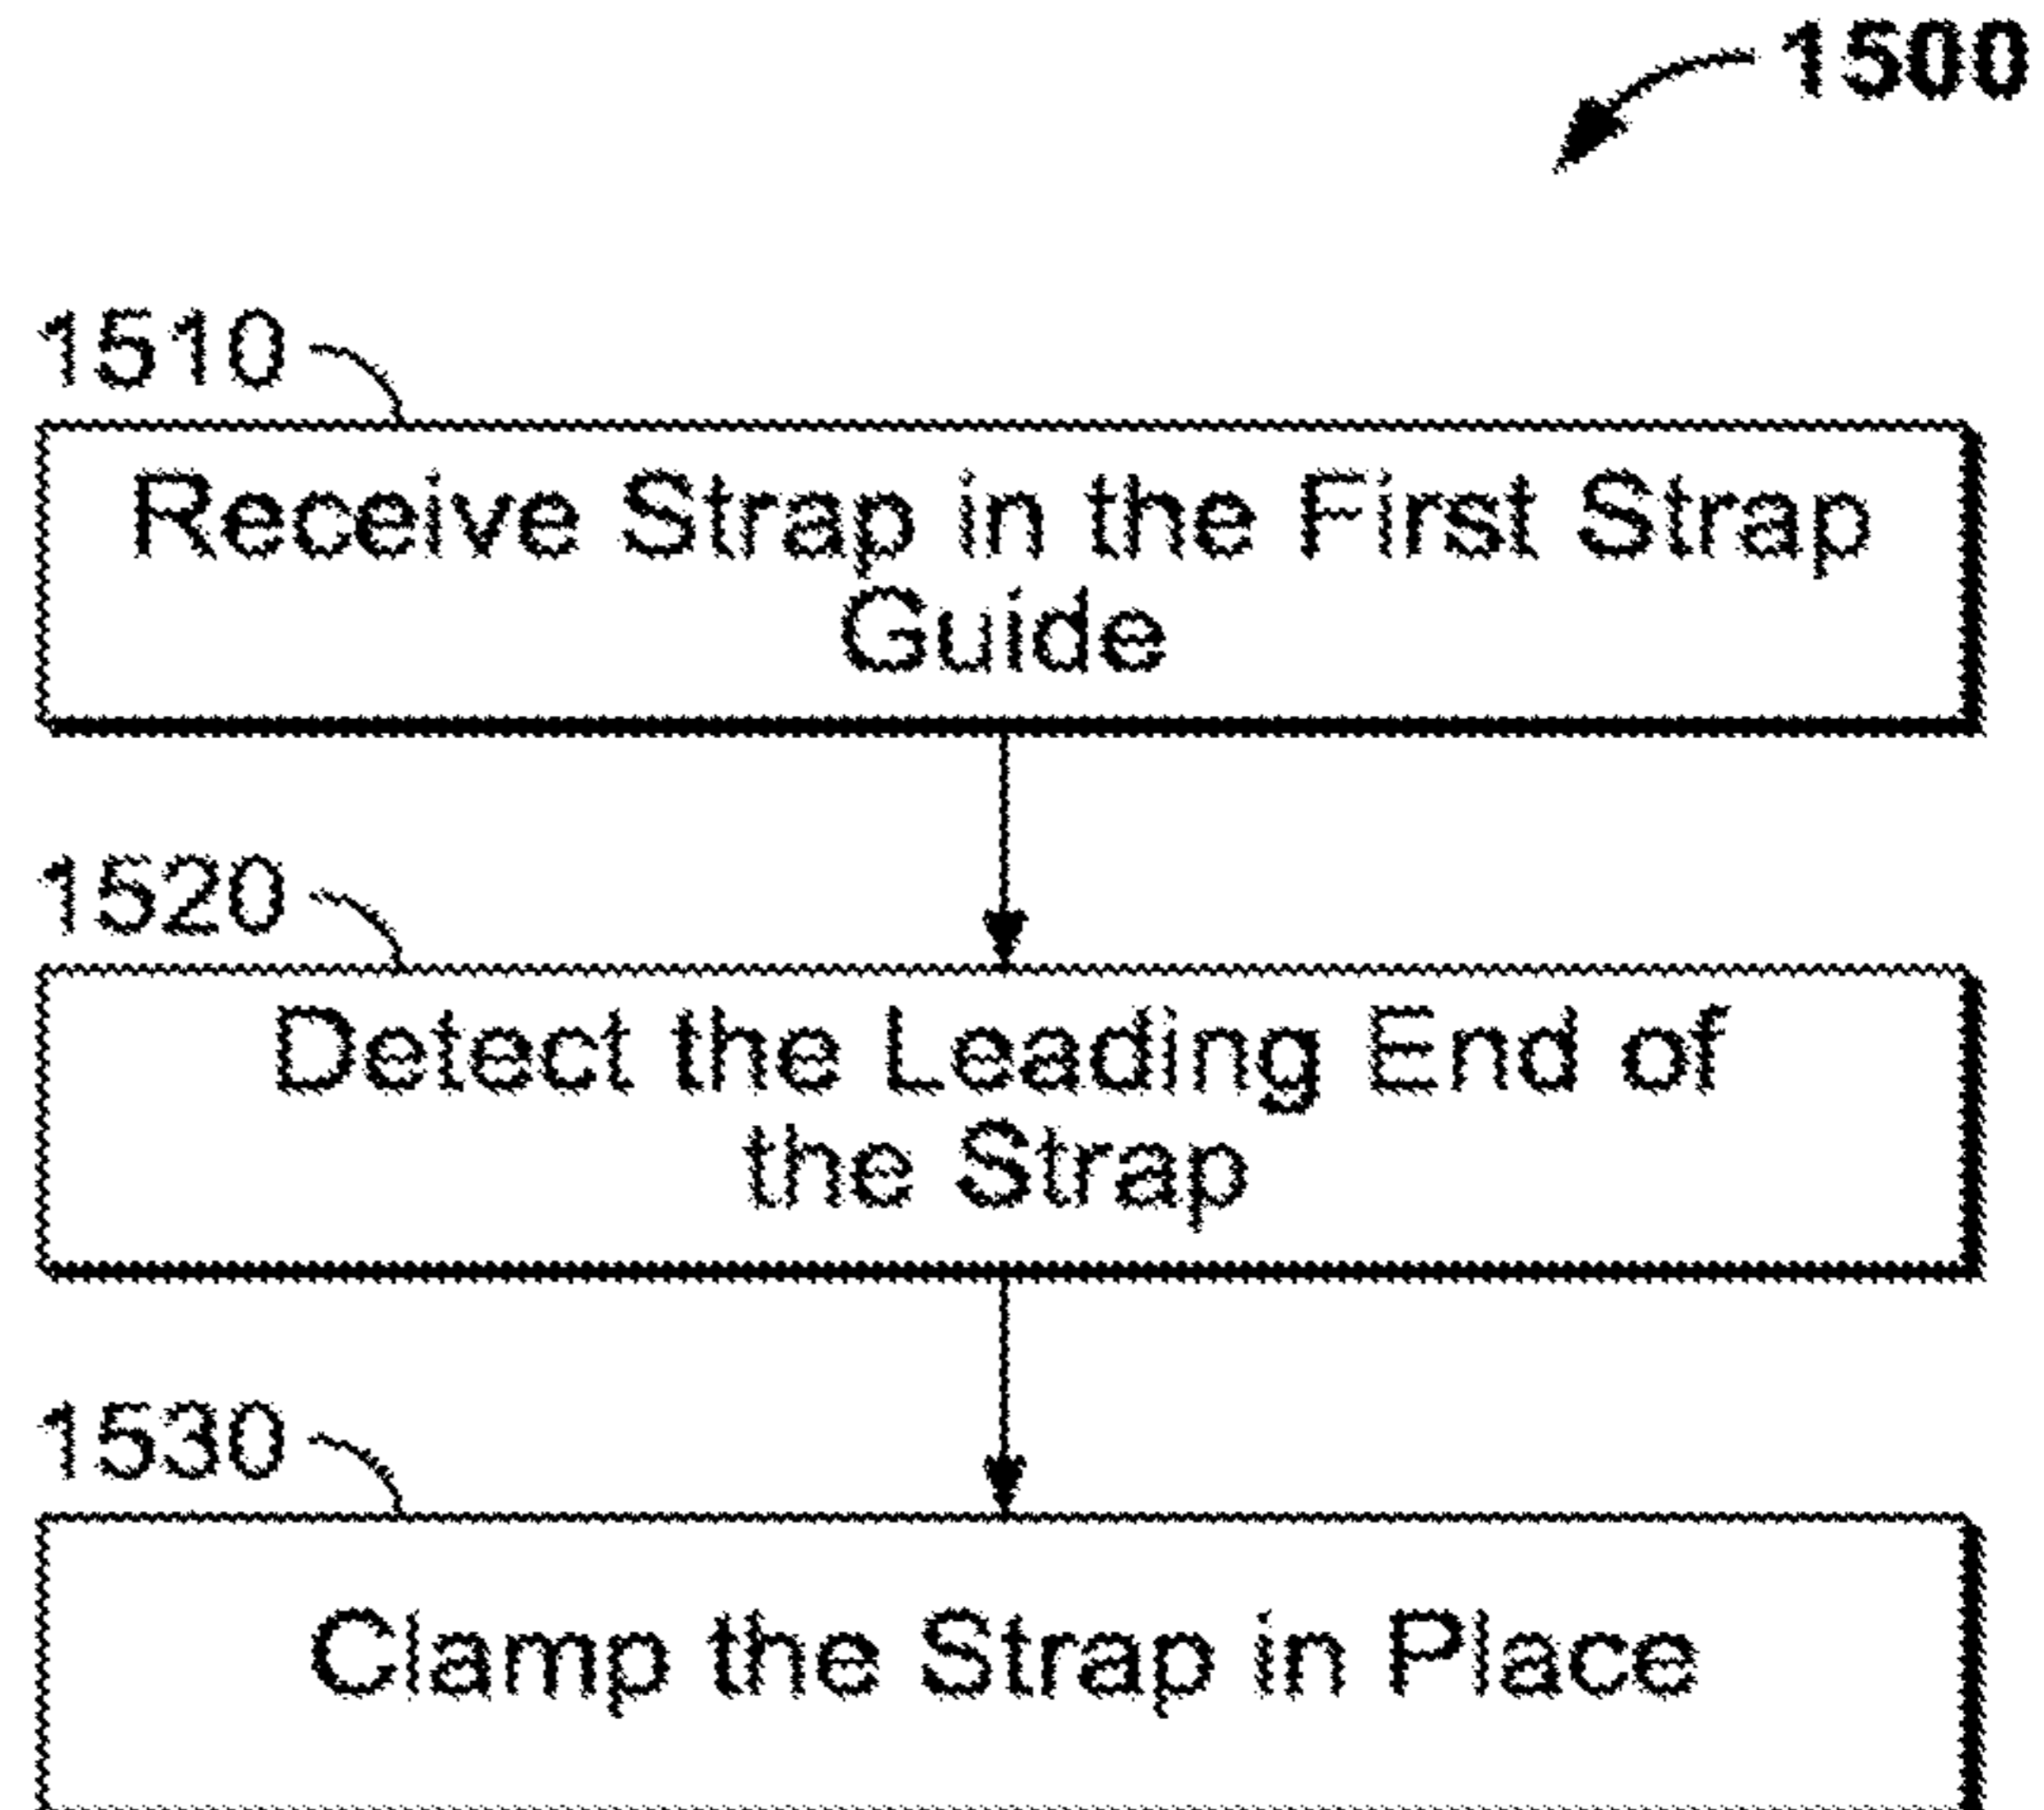 1500
1510
Receive Strap in the First Strap
Guide
1520
Detect the Leading End of
the Strap
1530
Clamp the Strap in Place